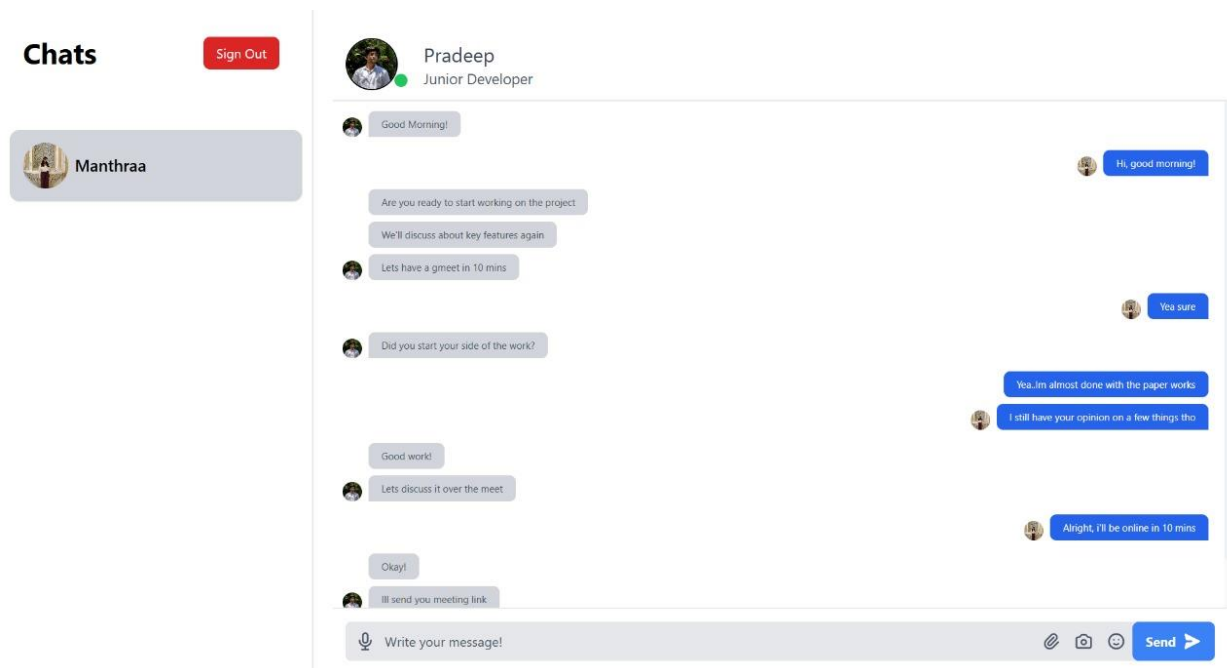 Chats
Sign Out
Manthraa
Pradeep
Junior Developer
Good Morning!
Hi, good morning!
Are you ready to start working on the project
We'll discuss about key features again
Lets have a gmeet in 10 mins
Yea sure
Did you start your side of the work?
Yea..Im almost done with the paper works
I still have your opinion on a few things tho
Good work!
Lets discuss it over the meet
Alright, i'll be online in 10 mins
Okay!
Ill send you meeting link
Write your message!
Send